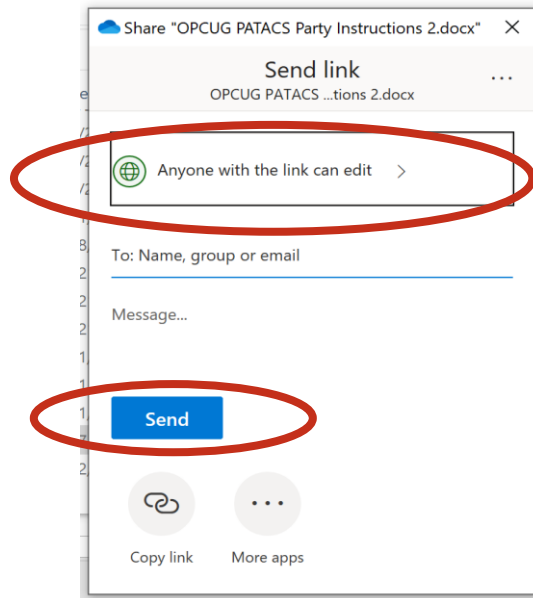 Share "OPCUG PATACS Party Instructions 2.docx"
Send link
OPCUG PATACS ...tions 2.docx
Anyone with the link can edit
To: Name, group or email
Message...
Send
Copy link
More apps